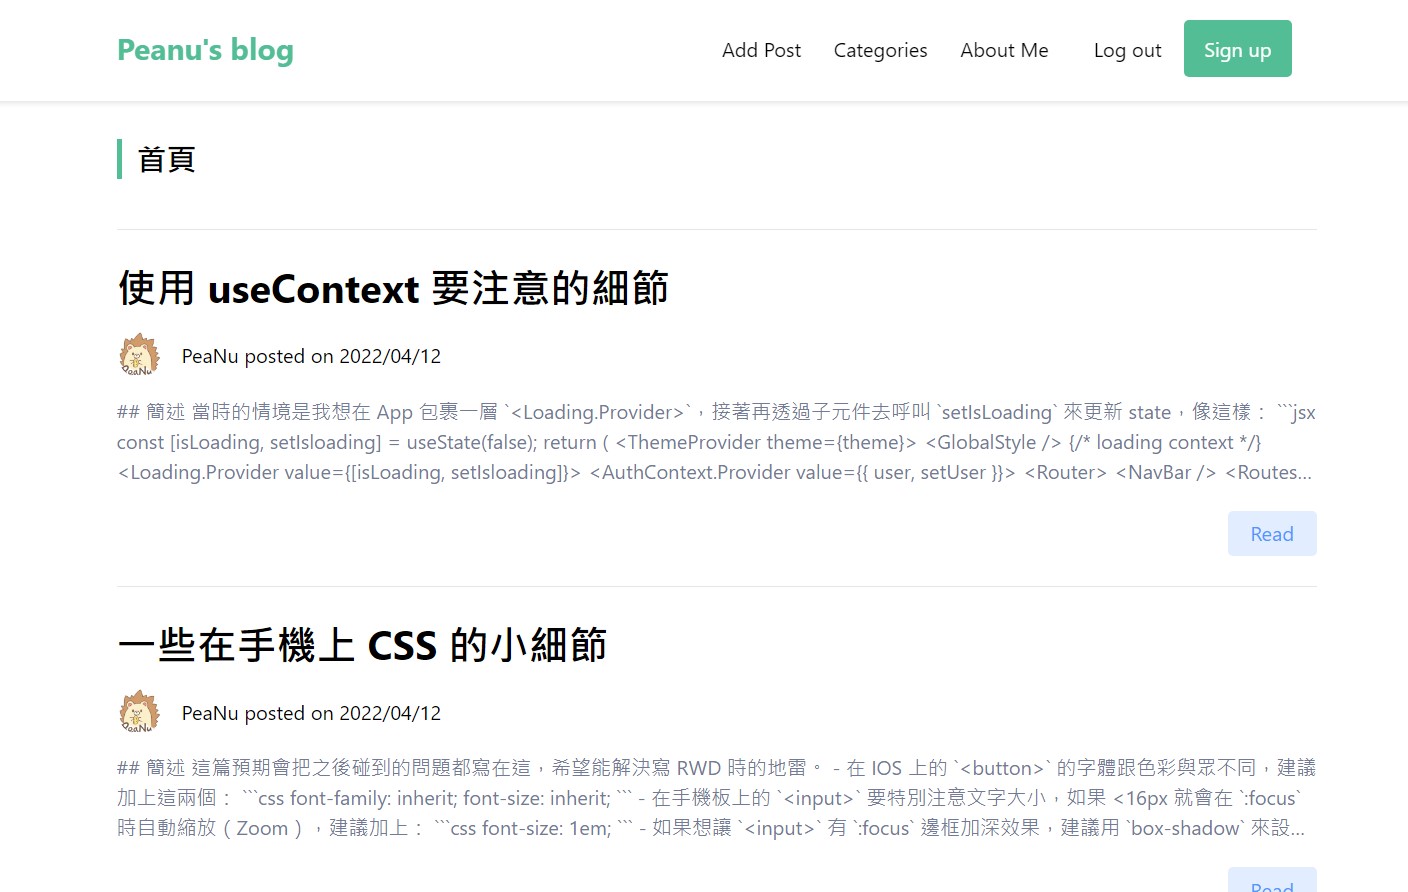 Peanu's blog
Add Post Categories About Me Log out Sign up
首頁
使用 useContext 要注意的細節
PeaNu
PeaNu posted on 2022/04/12
## 簡述 當時的情境是我想在 App 包裹一層 `<Loading.Provider>`，接著再透過子元件去呼叫 `setIsLoading` 來更新 state，像這樣： ```jsx
const [isLoading, setIsloading] = useState(false); return ( <ThemeProvider theme={theme}> <GlobalStyle /> {/* loading context */}
<Loading.Provider value={[isLoading, setIsloading]}> <AuthContext.Provider value={{ user, setUser }}> <Router> <NavBar /> <Routes...
Read
一些在手機上 CSS 的小細節
PeaNu
PeaNu posted on 2022/04/12
## 簡述 這篇預期會把之後碰到的問題都寫在這，希望能解決寫 RWD 時的地雷。 - 在 IOS 上的 `<button>` 的字體跟色彩與眾不同，建議
加上這兩個： ```css font-family: inherit; font-size: inherit; ``` - 在手機板上的 `<input>` 要特別注意文字大小，如果 <16px 就會在 `:focus`
時自動縮放（Zoom），建議加上： ```css font-size: 1em; ``` - 如果想讓 `<input>` 有 `:focus` 邊框加深效果，建議用 `box-shadow` 來設...
Read